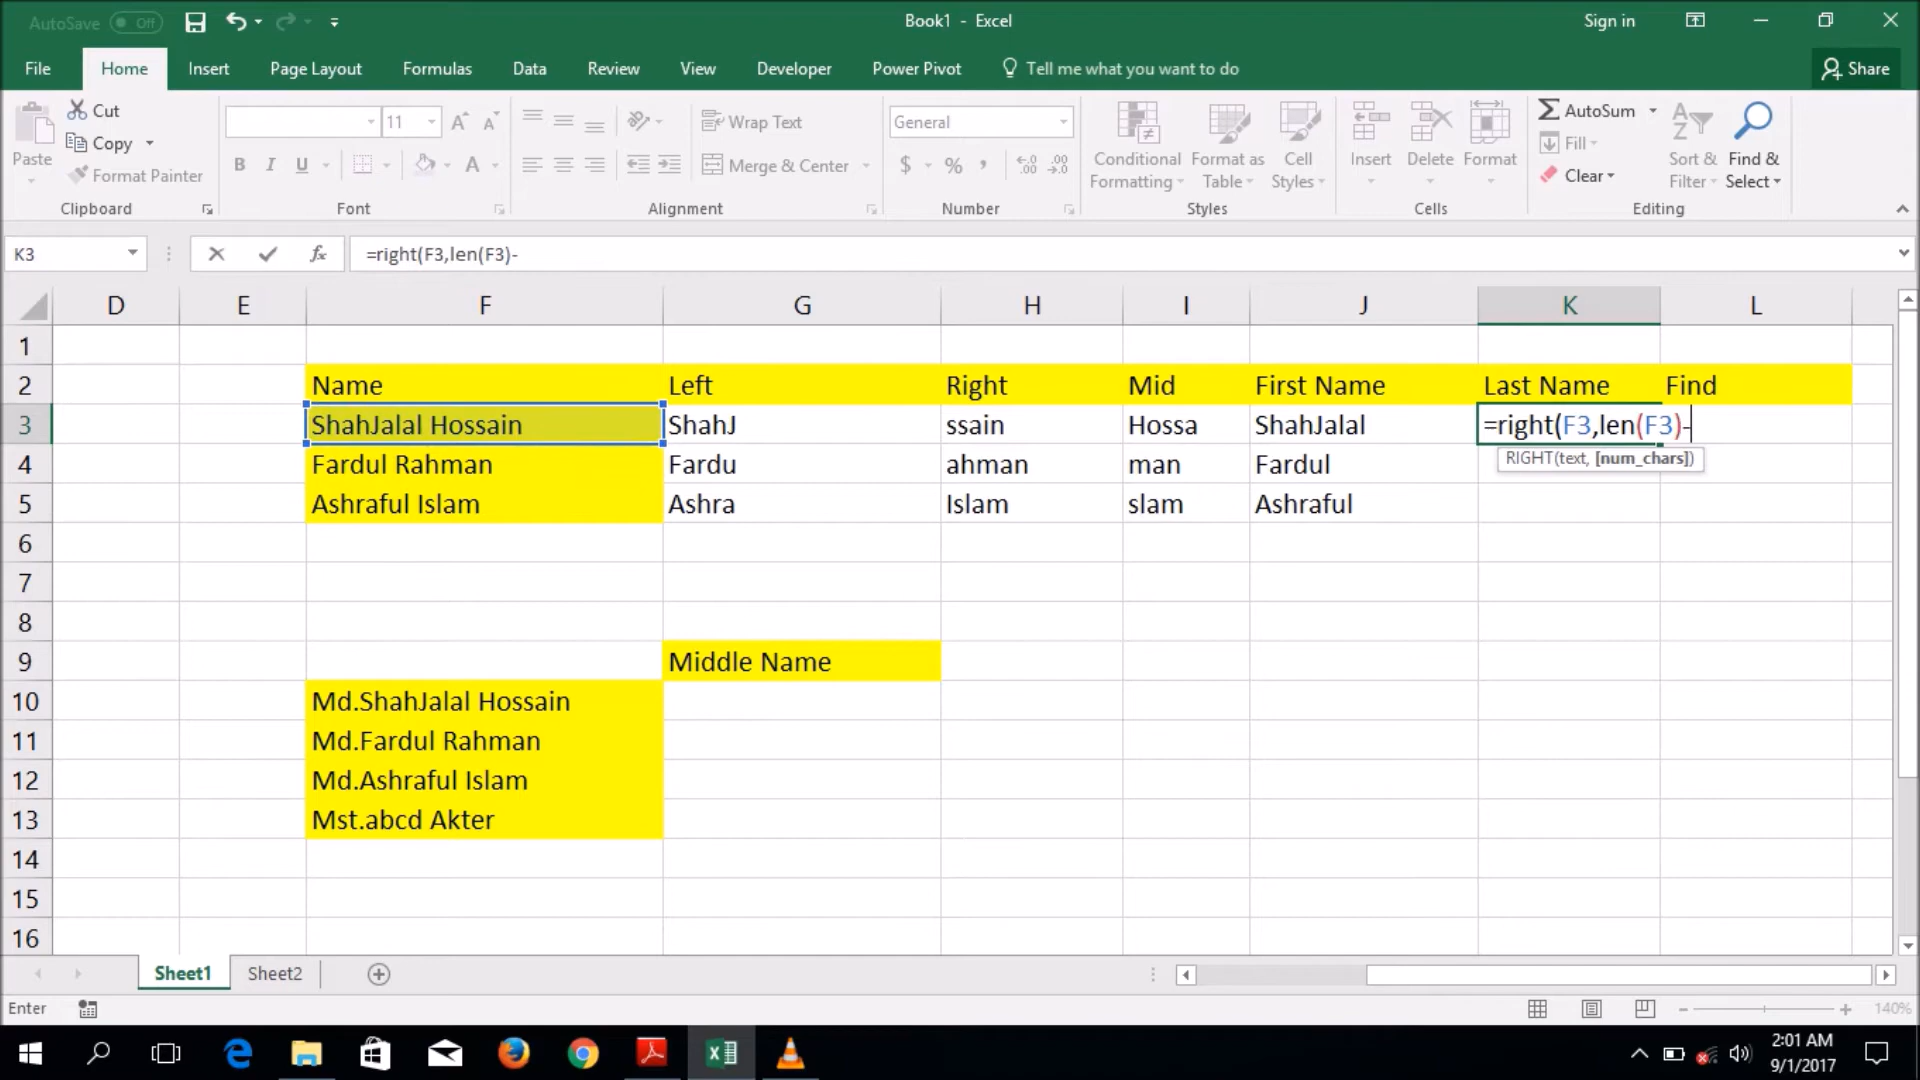 AutoSave Off Book1 - Excel Sign in
File Home Insert Page Layout Formulas Data Review View Developer Power Pivot Tell me what you want to do Share
Paste Cut Copy Format Painter Clipboard
11 B I U A Font
Wrap Text Merge & Center Alignment
General $ % Number
Conditional Formatting Format as Table Cell Styles Styles
Insert Delete Format Cells
AutoSum Fill Clear Sort & Filter Find & Select Editing
K3 fx =right(F3,len(F3)-
D E F G H I J K L
1
2 Name Left Right Mid First Name Last Name Find
3 ShahJalal Hossain ShahJ ssain Hossa ShahJalal =right(F3,len(F3)-
RIGHT(text, [num_chars])
4 Fardul Rahman Fardu ahman man Fardul
5 Ashraful Islam Ashra Islam slam Ashraful
6
7
8
9 Middle Name
10 Md.ShahJalal Hossain
11 Md.Fardul Rahman
12 Md.Ashraful Islam
13 Mst.abcd Akter
14
15
16
Sheet1 Sheet2
Enter 140%
2:01 AM
9/1/2017